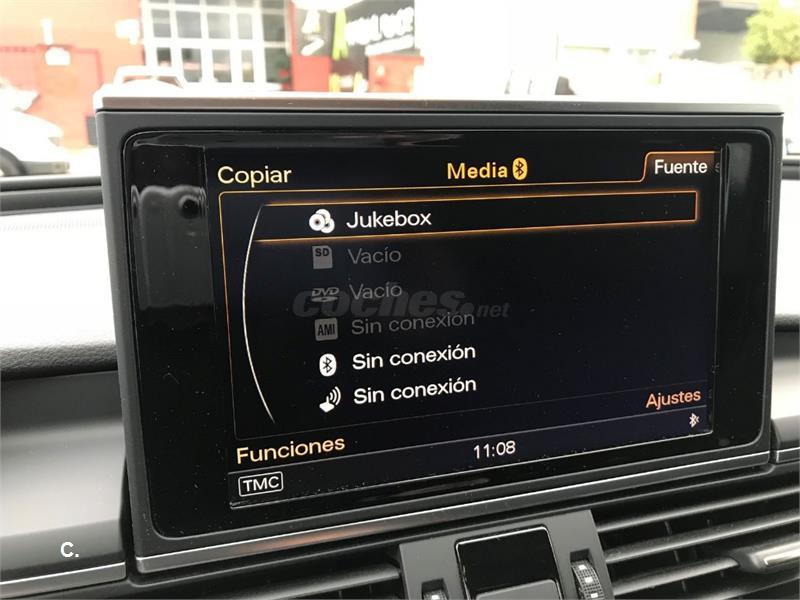 Copiar
Media
Fuente
Jukebox
SD
Vacío
DVD
Vacío
coches.net
AMI
Sin conexión
Sin conexión
Sin conexión
Ajustes
Funciones
11:08
TMC
C.